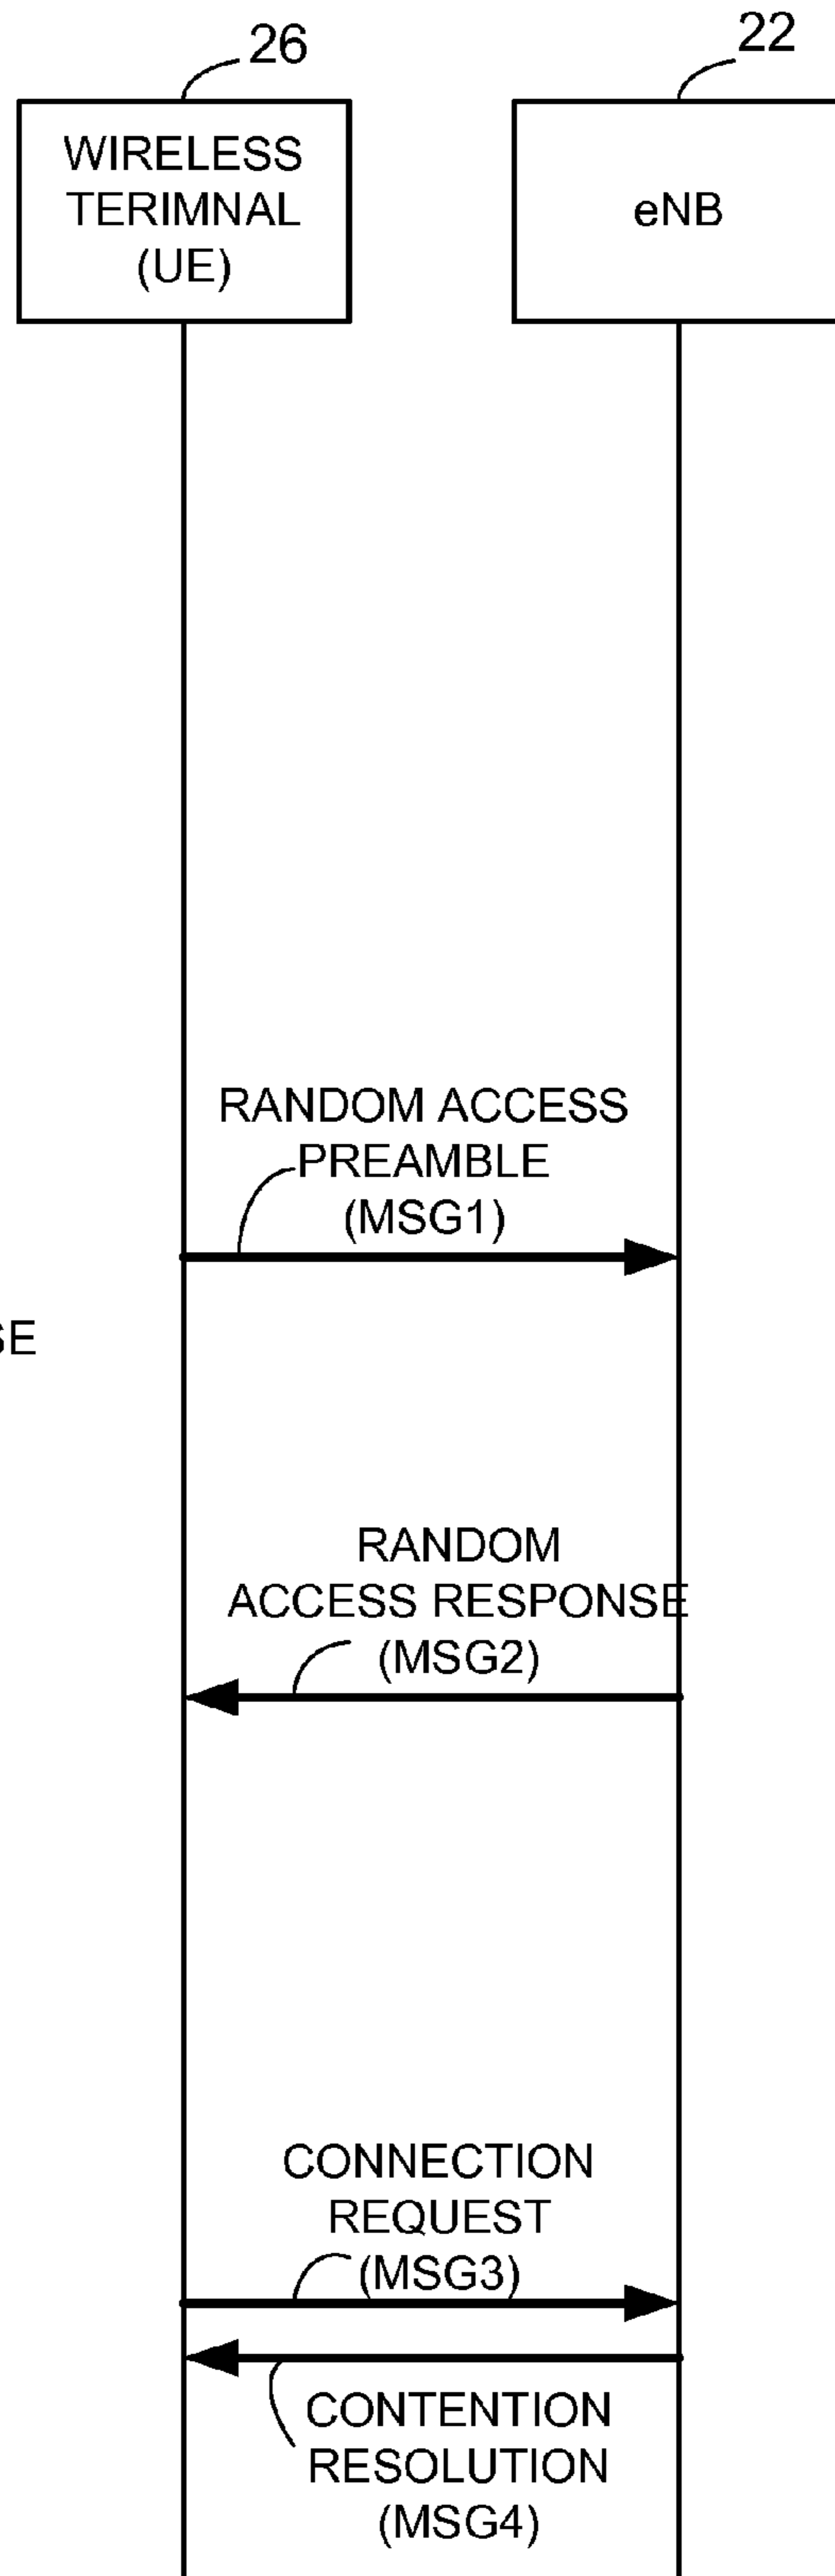 26
22
WIRELESS
TERIMNAL
(UE)
eNB
RANDOM ACCESS
PREAMBLE
(MSG1)
SE
RANDOM
ACCESS RESPONSE
(MSG2)
CONNECTION
REQUEST
(MSG3)
CONTENTION
RESOLUTION
(MSG4)